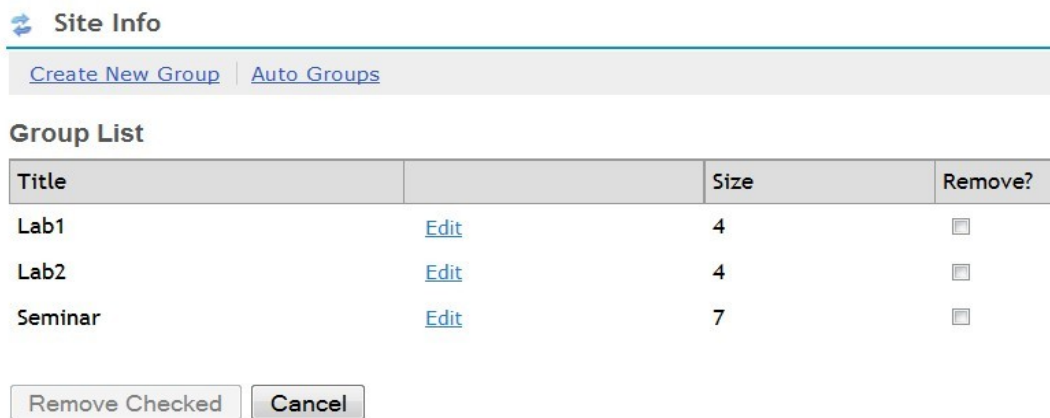 Site Info
Create New Group Auto Groups
Group List
Title Size Remove?
Lab1 Edit 4
Lab2 Edit 4
Seminar Edit 7
Remove Checked Cancel